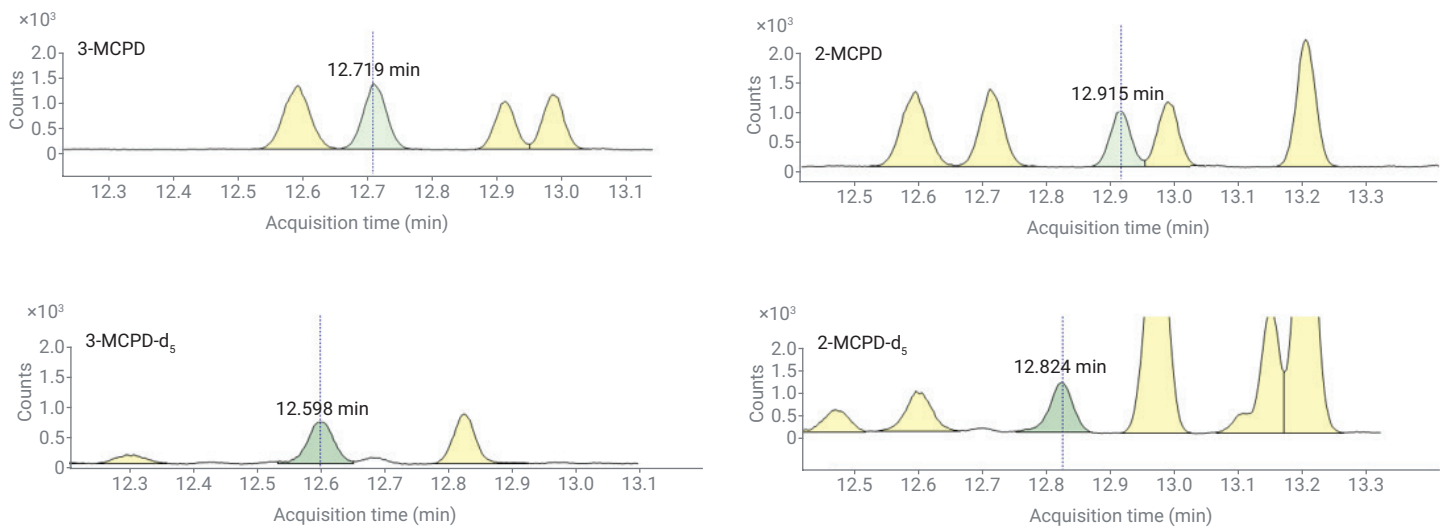 ×10³
3-MCPD
12.719 min
2.0
1.5
1.0
0.5
0
Counts
12.3 12.4 12.5 12.6 12.7 12.8 12.9 13.0 13.1
Acquisition time (min)
×10³
2-MCPD
12.915 min
2.0
1.5
1.0
0.5
0
Counts
12.5 12.6 12.7 12.8 12.9 13.0 13.1 13.2 13.3
Acquisition time (min)
×10³
3-MCPD-d₅
12.598 min
2.0
1.5
1.0
0.5
0
Counts
12.3 12.4 12.5 12.6 12.7 12.8 12.9 13.0 13.1
Acquisition time (min)
×10³
2-MCPD-d₅
12.824 min
2.0
1.5
1.0
0.5
0
Counts
12.5 12.6 12.7 12.8 12.9 13.0 13.1 13.2 13.3
Acquisition time (min)